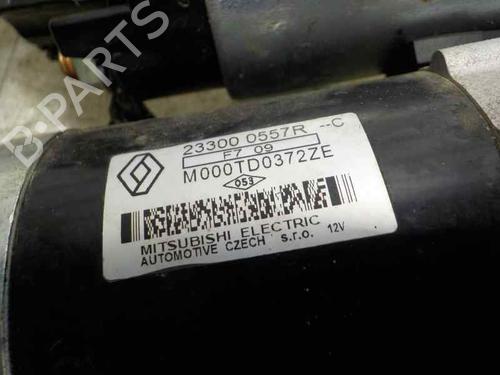 23300 0557R --C
F7 09
M000TD0372ZE
053
MITSUBISHI ELECTRIC
AUTOMOTIVE CZECH s.r.o. 12V
B-PARTS